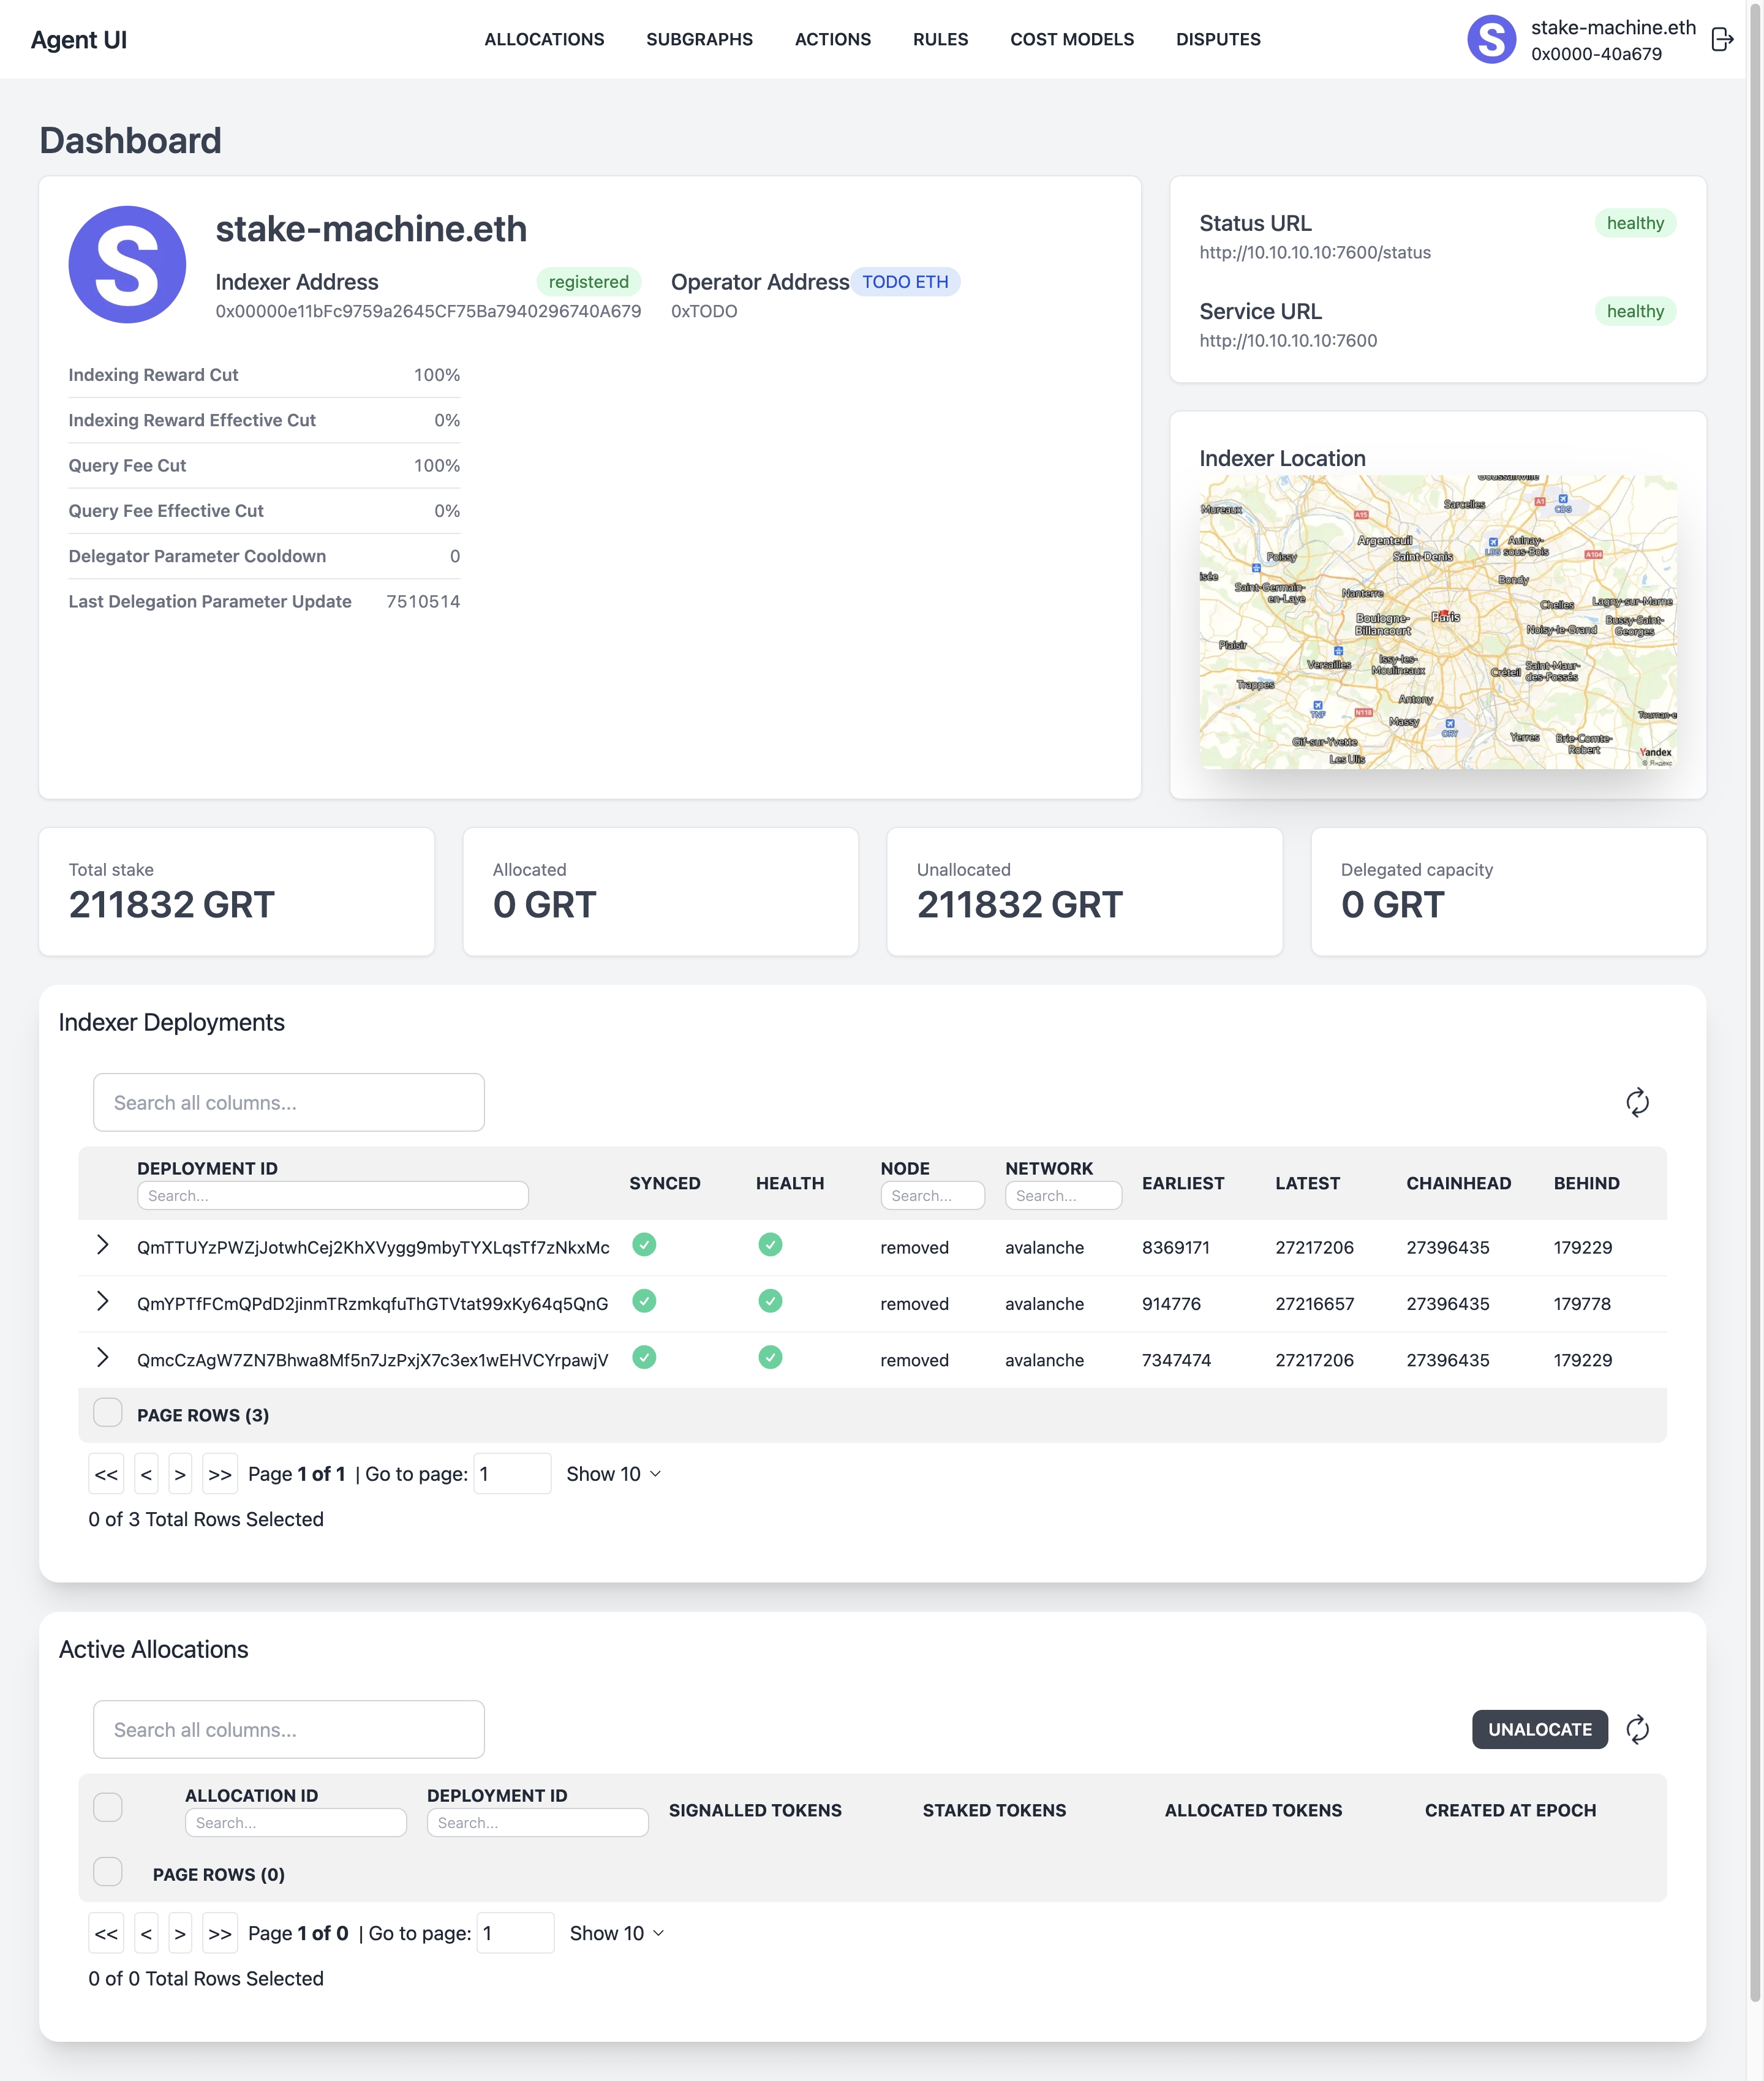 Agent UI
ALLOCATIONS
SUBGRAPHS
ACTIONS
RULES
COST MODELS
DISPUTES
S
stake-machine.eth
0x0000-40a679
Dashboard
S
stake-machine.eth
Indexer Address
registered
0x00000e11bFc9759a2645CF75Ba7940296740A679
Operator Address
TODO ETH
0xTODO
Indexing Reward Cut 100%
Indexing Reward Effective Cut 0%
Query Fee Cut 100%
Query Fee Effective Cut 0%
Delegator Parameter Cooldown 0
Last Delegation Parameter Update 7510514
Status URL
healthy
http://10.10.10.10:7600/status
Service URL
healthy
http://10.10.10.10:7600
Indexer Location
Goussainville
Mureaux
Sarcelles
A1
CDG
A15
Argenteuil
Saint-Denis
LBG
Aulnay-
sous-Bois
A104
Poissy
isée
Saint-Germain-
en-Laye
Nanterre
Bondy
Chelles
Lagny-sur-Marne
Boulogne-
Billancourt
Paris
Noisy-le-Grand
Bussy-Saint-
Georges
Plaisir
Versailles
Issy-les-
Moulineaux
Créteil
Saint-Maur-
des-Fossés
Trappes
Antony
TNF
N118
Massy
ORY
Tournan-e
Gif-sur-Yvette
Yerres
Brie-Comte-
Robert
Les Ulis
Yandex
© Яндекс
Total stake
211832 GRT
Allocated
0 GRT
Unallocated
211832 GRT
Delegated capacity
0 GRT
Indexer Deployments
Search all columns...
DEPLOYMENT ID
Search...
SYNCED
HEALTH
NODE
Search...
NETWORK
Search...
EARLIEST
LATEST
CHAINHEAD
BEHIND
QmTTUYzPWZjJotwhCej2KhXVygg9mbyTYXLqsTf7zNkxMc removed avalanche 8369171 27217206 27396435 179229
QmYPTfFCmQPdD2jinmTRzmkqfuThGTVtat99xKy64q5QnG removed avalanche 914776 27216657 27396435 179778
QmcCzAgW7ZN7Bhwa8Mf5n7JzPxjX7c3ex1wEHVCYrpawjV removed avalanche 7347474 27217206 27396435 179229
PAGE ROWS (3)
<< < > >> Page 1 of 1 | Go to page: 1 Show 10
0 of 3 Total Rows Selected
Active Allocations
Search all columns...
UNALOCATE
ALLOCATION ID
Search...
DEPLOYMENT ID
Search...
SIGNALLED TOKENS
STAKED TOKENS
ALLOCATED TOKENS
CREATED AT EPOCH
PAGE ROWS (0)
<< < > >> Page 1 of 0 | Go to page: 1 Show 10
0 of 0 Total Rows Selected